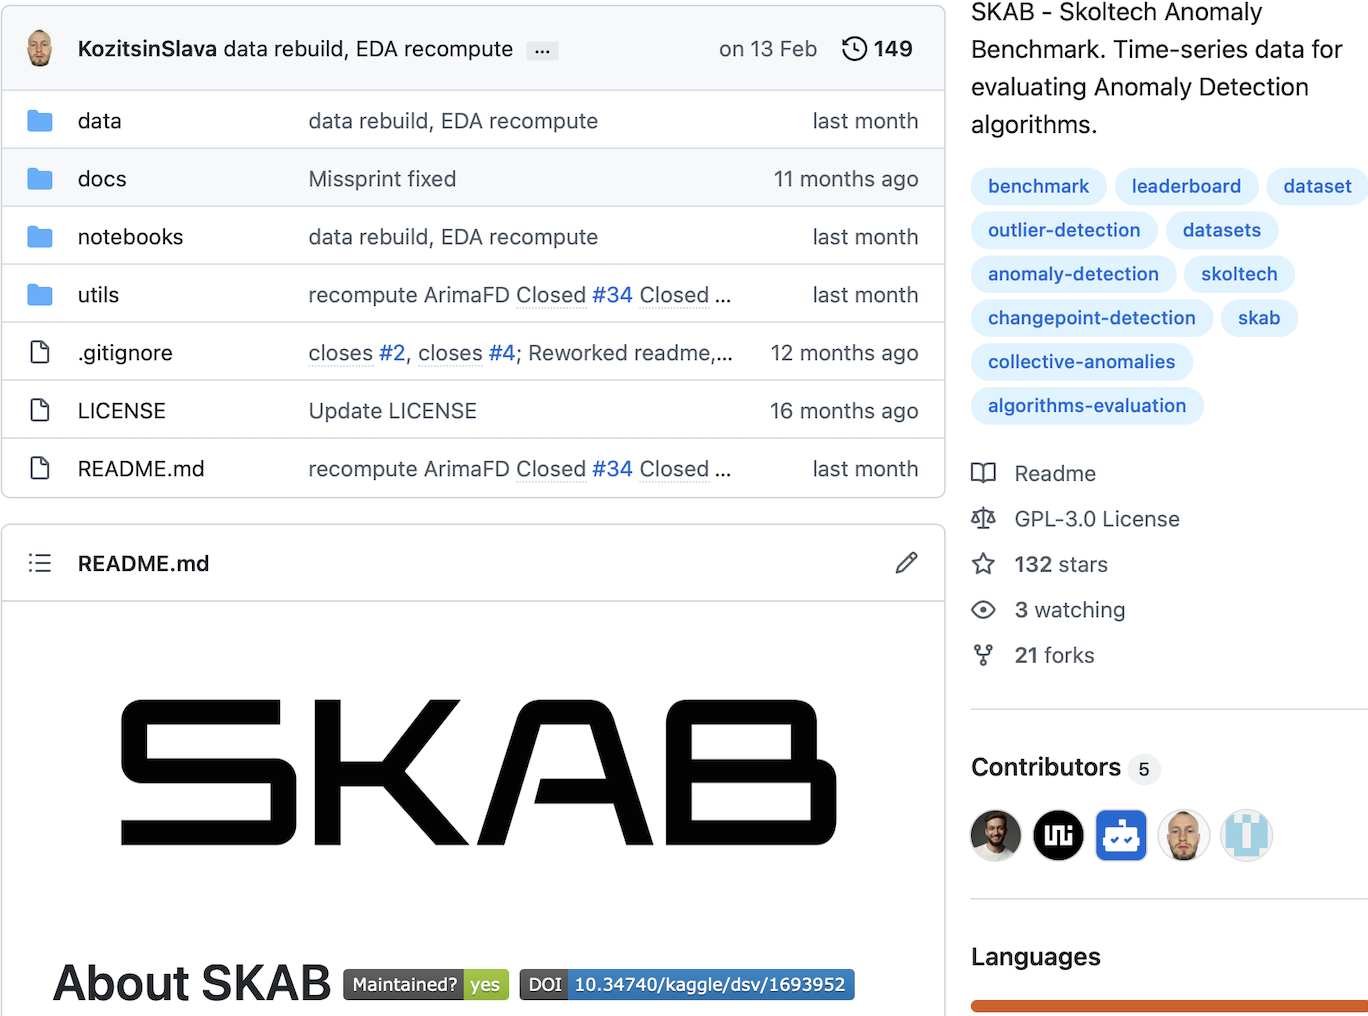 KozitsinSlava data rebuild, EDA recompute ... on 13 Feb 149
data data rebuild, EDA recompute last month
docs Missprint fixed 11 months ago
notebooks data rebuild, EDA recompute last month
utils recompute ArimaFD Closed #34 Closed ... last month
.gitignore closes #2, closes #4; Reworked readme,... 12 months ago
LICENSE Update LICENSE 16 months ago
README.md recompute ArimaFD Closed #34 Closed ... last month
README.md
SKAB
About SKAB Maintained? yes DOI 10.34740/kaggle/dsv/1693952
SKAB - Skoltech Anomaly
Benchmark. Time-series data for
evaluating Anomaly Detection
algorithms.
benchmark leaderboard dataset
outlier-detection datasets
anomaly-detection skoltech
changepoint-detection skab
collective-anomalies
algorithms-evaluation
Readme
GPL-3.0 License
132 stars
3 watching
21 forks
Contributors 5
Languages